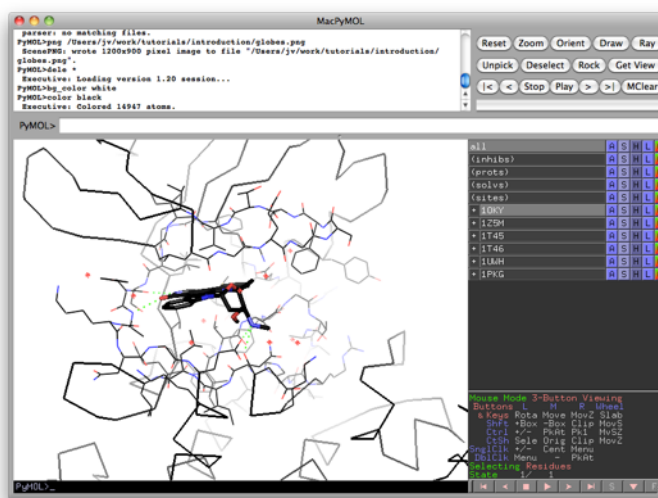 MacPyMOL
parser: no matching files.
PyMOL>png /Users/jv/work/tutorials/introduction/globes.png
ScenePNG: wrote 1200x900 pixel image to file "/Users/jv/work/tutorials/introduction/
globes.png".
PyMOL>dele *
Executive: Loading version 1.20 session...
PyMOL>bg_color white
PyMOL>color black
Executive: Colored 14947 atoms.
Reset Zoom Orient Draw Ray
Unpick Deselect Rock Get View
|< < Stop Play > >| MClear
PyMOL>
all A S H L
(inhibs) A S H L
(prots) A S H L
(solvs) A S H L
(sites) A S H L
+ 1OKY A S H L
+ 1Z5M A S H L
+ 1T45 A S H L
+ 1T46 A S H L
+ 1UWH A S H L
+ 1PKG A S H L
Mouse Mode 3-Button Viewing
Buttons L M R Wheel
& Keys Rota Move MovZ Slab
Shft +Box -Box Clip MovS
Ctrl +/- PkAt Pk1 MvSZ
CtSh Sele Orig Clip MovZ
SnglClk +/- Cent Menu
DblClk Menu - PkAt
Selecting Residues
State 1/ 1
PyMOL>_
S F